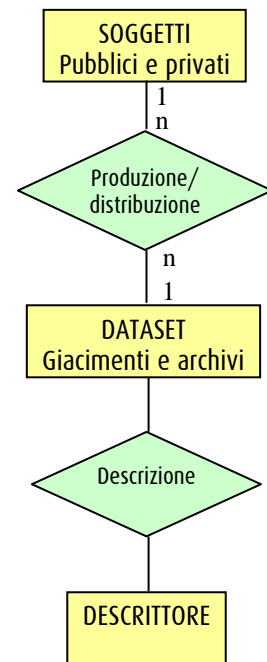 SOGGETTI
Pubblici e privati
1
n
Produzione/
distribuzione
n
1
DATASET
Giacimenti e archivi
Descrizione
DESCRITTORE